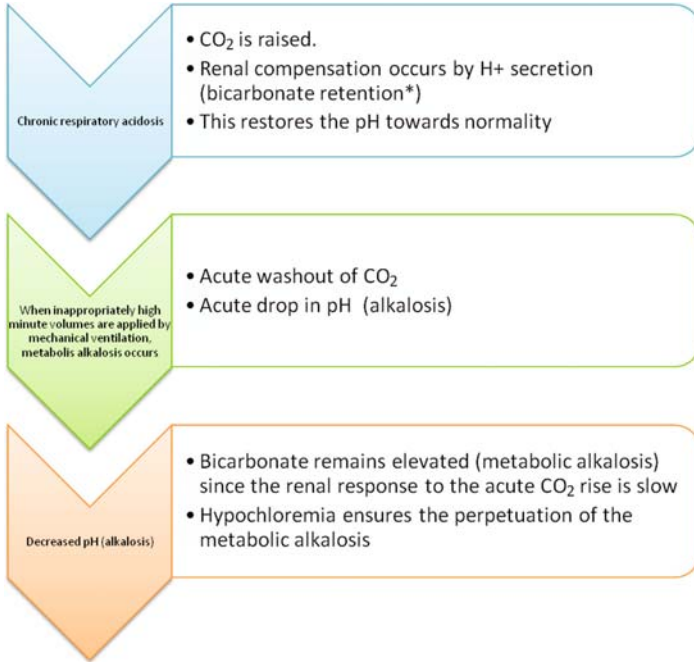 Chronic respiratory acidosis
• CO₂ is raised.
• Renal compensation occurs by H+ secretion
(bicarbonate retention*)
• This restores the pH towards normality
When inappropriately high
minute volumes are applied by
mechanical ventilation,
metabolis alkalosis occurs
• Acute washout of CO₂
• Acute drop in pH (alkalosis)
Decreased pH (alkalosis)
• Bicarbonate remains elevated (metabolic alkalosis)
since the renal response to the acute CO₂ rise is slow
• Hypochloremia ensures the perpetuation of the
metabolic alkalosis